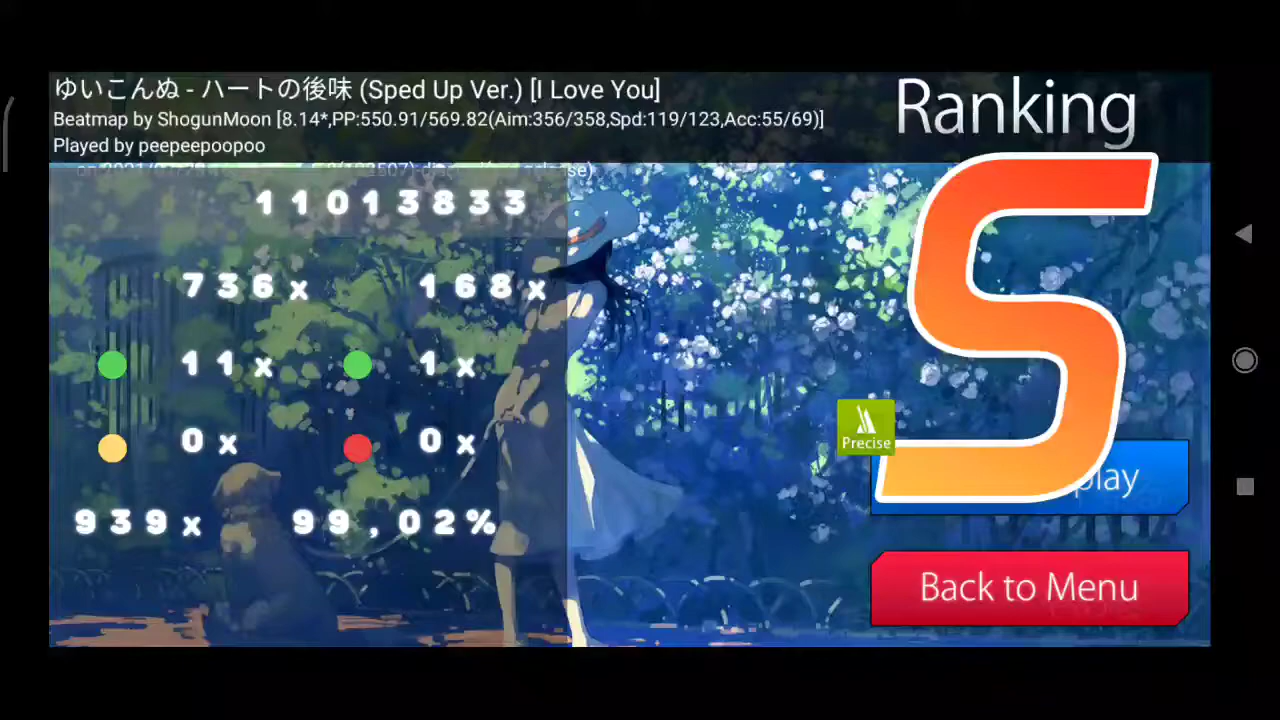 ゆいこんぬ - ハートの後味 (Sped Up Ver.) [I Love You]
Beatmap by ShogunMoon [8.14*,PP:550.91/569.82(Aim:356/358,Spd:119/123,Acc:55/69)]
Played by peepeepoopoo
Ranking
11013833
736x 168x
11x 1x
0x 0x
939x 99,02%
Precise
play
Back to Menu